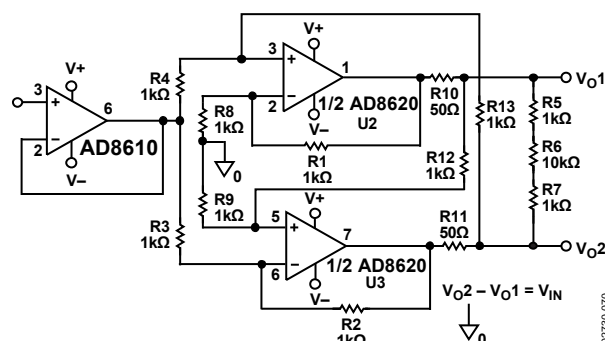 3
V+
6
2
V–
AD8610
R4
1kΩ
R3
1kΩ
3
V+
1
2
V–
1/2 AD8620
U2
R8
1kΩ
0
R1
1kΩ
R9
1kΩ
5
V+
7
6
V–
1/2 AD8620
U3
R2
1kΩ
R10
50Ω
R12
1kΩ
R11
50Ω
R13
1kΩ
R5
1kΩ
R6
10kΩ
R7
1kΩ
VO1
VO2
VO2 – VO1 = VIN
0